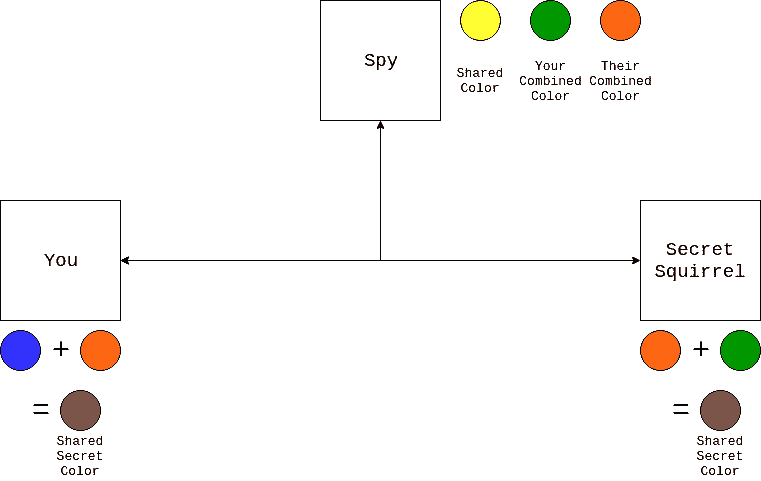 Spy
Shared
Color
Your
Combined
Color
Their
Combined
Color
You
Secret
Squirrel
+
+
=
Shared
Secret
Color
=
Shared
Secret
Color